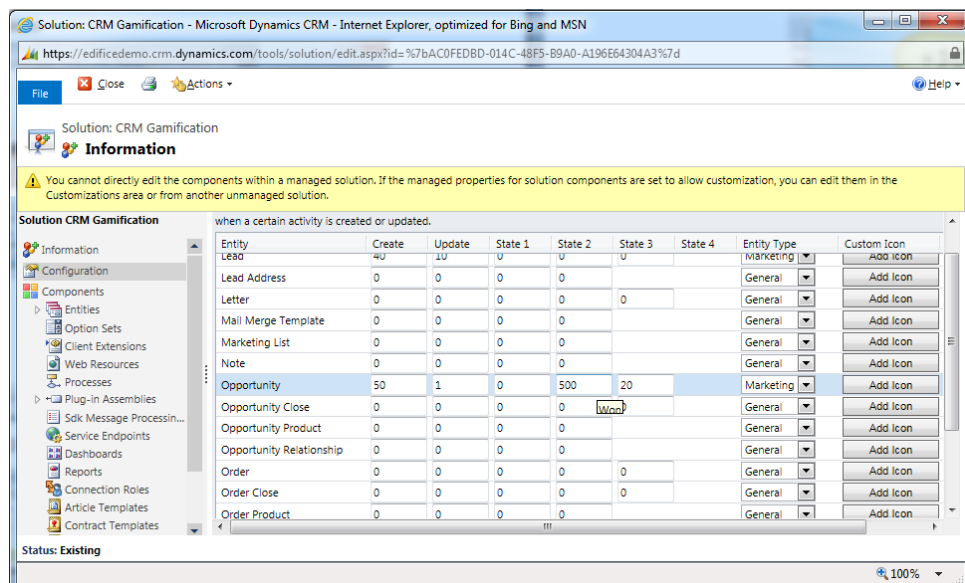 Solution: CRM Gamification - Microsoft Dynamics CRM - Internet Explorer, optimized for Bing and MSN
https://edificedemo.crm.dynamics.com/tools/solution/edit.aspx?id=%7bAC0FEDBD-014C-48F5-B9A0-A196E64304A3%7d
File Close Actions Help
Solution: CRM Gamification
Information
You cannot directly edit the components within a managed solution. If the managed properties for solution components are set to allow customization, you can edit them in the
Customizations area or from another unmanaged solution.
Solution CRM Gamification
Information
Configuration
Components
Entities
Option Sets
Client Extensions
Web Resources
Processes
Plug-in Assemblies
Sdk Message Processin...
Service Endpoints
Dashboards
Reports
Connection Roles
Article Templates
Contract Templates
when a certain activity is created or updated.
Entity Create Update State 1 State 2 State 3 State 4 Entity Type Custom Icon
Lead 40 10 0 0 0 Marketing Add Icon
Lead Address 0 0 0 0 General Add Icon
Letter 0 0 0 0 0 General Add Icon
Mail Merge Template 0 0 0 0 General Add Icon
Marketing List 0 0 0 0 General Add Icon
Note 0 0 0 0 General Add Icon
Opportunity 50 1 0 500 20 Marketing Add Icon
Opportunity Close 0 0 0 0 Won 0 General Add Icon
Opportunity Product 0 0 0 0 General Add Icon
Opportunity Relationship 0 0 0 0 General Add Icon
Order 0 0 0 0 0 General Add Icon
Order Close 0 0 0 0 0 General Add Icon
Order Product 0 0 0 0 General Add Icon
Status: Existing
100%